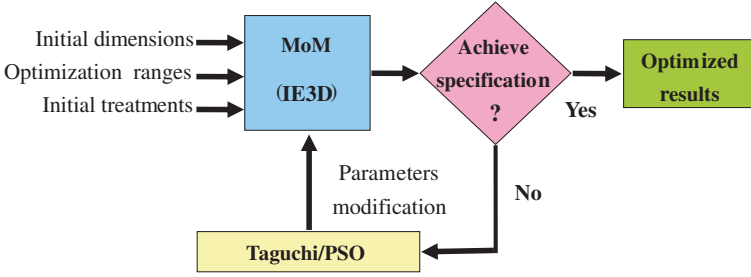 Initial dimensions
Optimization ranges
Initial treatments
MoM
(IE3D)
Achieve
specification
?
Yes
Optimized
results
No
Parameters
modification
Taguchi/PSO